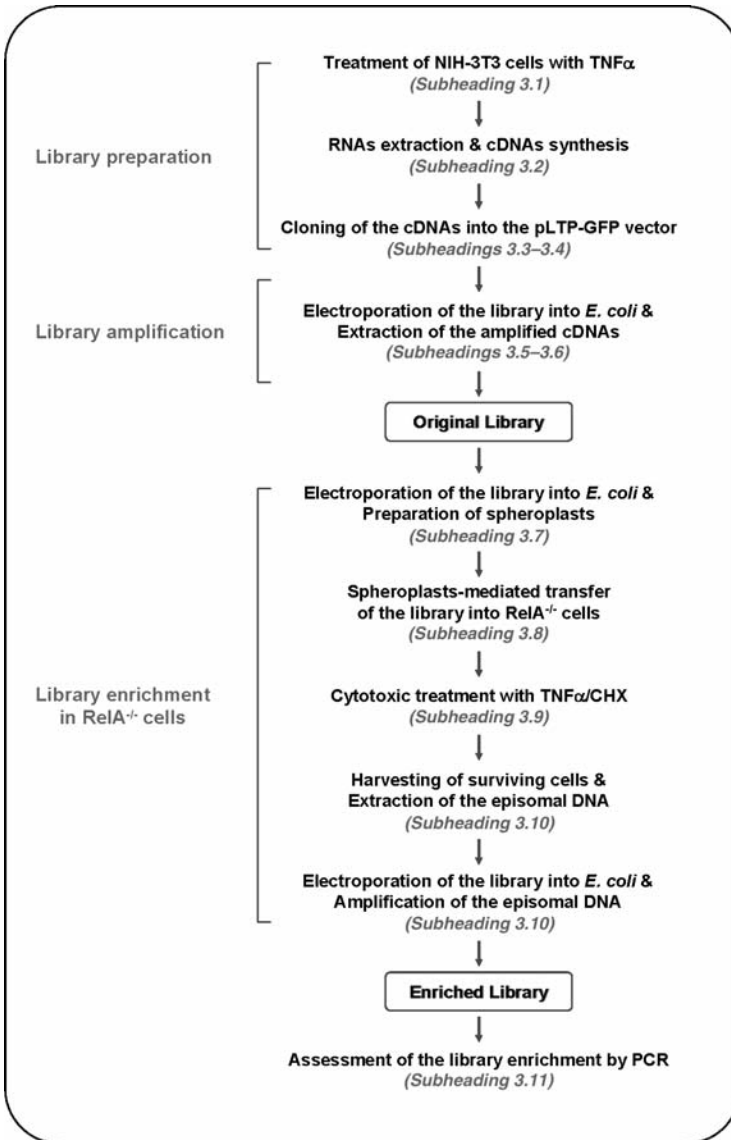 Treatment of NIH-3T3 cells with TNFα
(Subheading 3.1)
Library preparation
RNAs extraction & cDNAs synthesis
(Subheading 3.2)
Cloning of the cDNAs into the pLTP-GFP vector
(Subheadings 3.3–3.4)
Library amplification
Electroporation of the library into E. coli &
Extraction of the amplified cDNAs
(Subheadings 3.5–3.6)
Original Library
Electroporation of the library into E. coli &
Preparation of spheroplasts
(Subheading 3.7)
Spheroplasts-mediated transfer
of the library into RelA-/- cells
(Subheading 3.8)
Library enrichment
in RelA-/- cells
Cytotoxic treatment with TNFα/CHX
(Subheading 3.9)
Harvesting of surviving cells &
Extraction of the episomal DNA
(Subheading 3.10)
Electroporation of the library into E. coli &
Amplification of the episomal DNA
(Subheading 3.10)
Enriched Library
Assessment of the library enrichment by PCR
(Subheading 3.11)